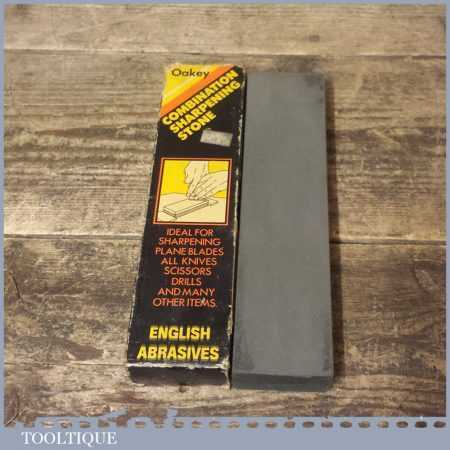 Oakey
COMBINATION
SHARPENING
STONE
IDEAL FOR
SHARPENING
PLANE BLADES
ALL KNIVES
SCISSORS
DRILLS
AND MANY
OTHER ITEMS.
ENGLISH
ABRASIVES
TOOLTIQUE